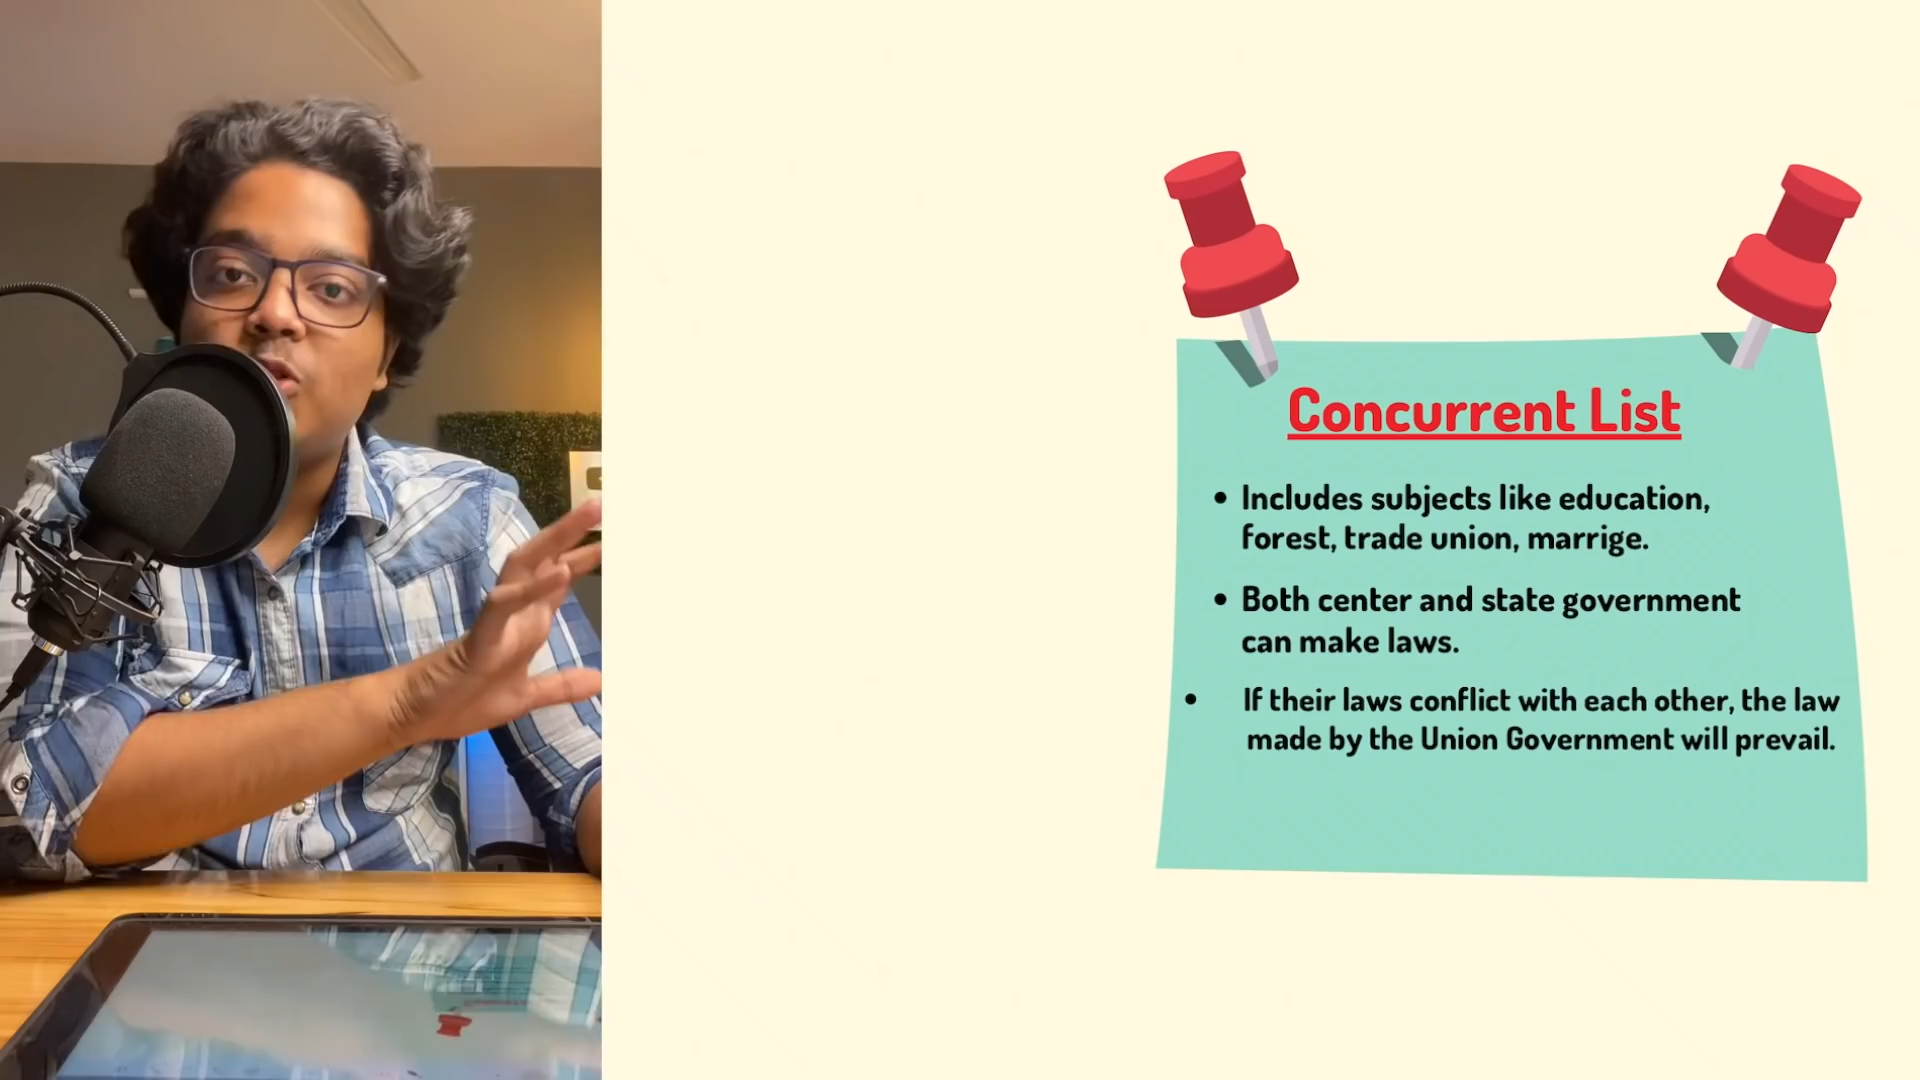 Concurrent List
• Includes subjects like education,
forest, trade union, marrige.
• Both center and state government
can make laws.
• If their laws conflict with each other, the law
made by the Union Government will prevail.